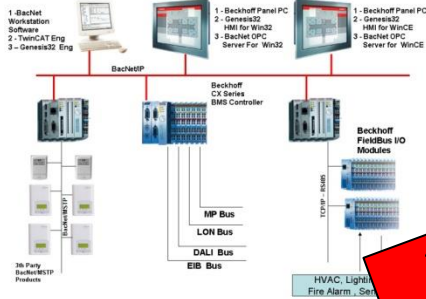 1 -BacNet
Workstation
Software
2 - TwinCAT Eng
3 – Genesis32 Eng
1 - Beckhoff Panel PC
2 - Genesis32
HMI for Win32
3 - BacNet OPC
Server For Win32
1 - Beckhoff Panel PC
2 - Genesis32
HMI for WinCE
3 - BacNet OPC
Server for WinCE
BacNet/IP
Beckhoff
CX Series
BMS Controller
Beckhoff
FieldBus I/O
Modules
BacNet/MSTP
TCP/IP - RS485
MP Bus
LON Bus
DALI Bus
EIB Bus
3th Party
BacNet/MSTP
Products
HVAC, Lightin
Fire Alarm , Sen